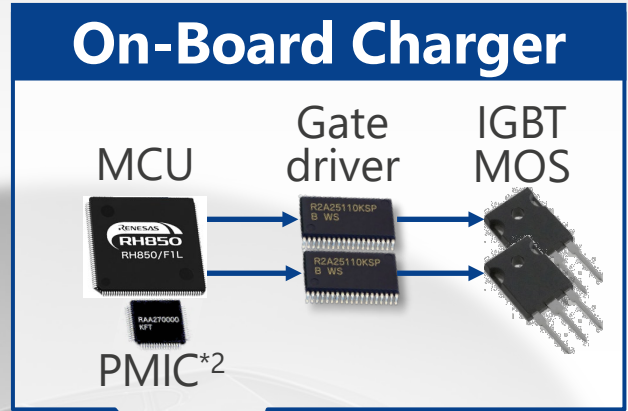 On-Board Charger
MCU
Gate
driver
IGBT
MOS
RENESAS
RH850
RH850/F1L
R2A25110KSP
B WS
R2A25110KSP
B WS
RAA270000
KFT
PMIC*2